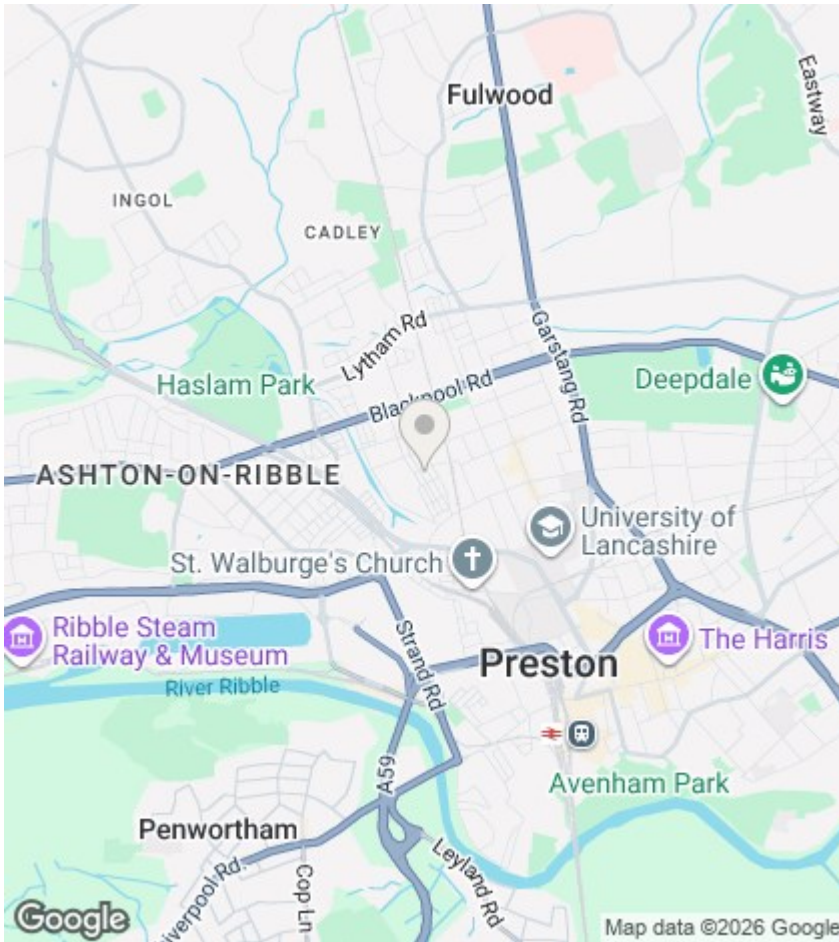 Fulwood
Eastway
INGOL
CADLEY
Lytham Rd
Garstang Rd
Haslam Park
Blackpool Rd
Deepdale
ASHTON-ON-RIBBLE
University of
Lancashire
St. Walburge's Church
Ribble Steam
Railway & Museum
Strand Rd
The Harris
Preston
River Ribble
A59
Avenham Park
Penwortham
Leyland Rd
Liverpool Rd
Cop Ln
Google
Map data ©2026 Google